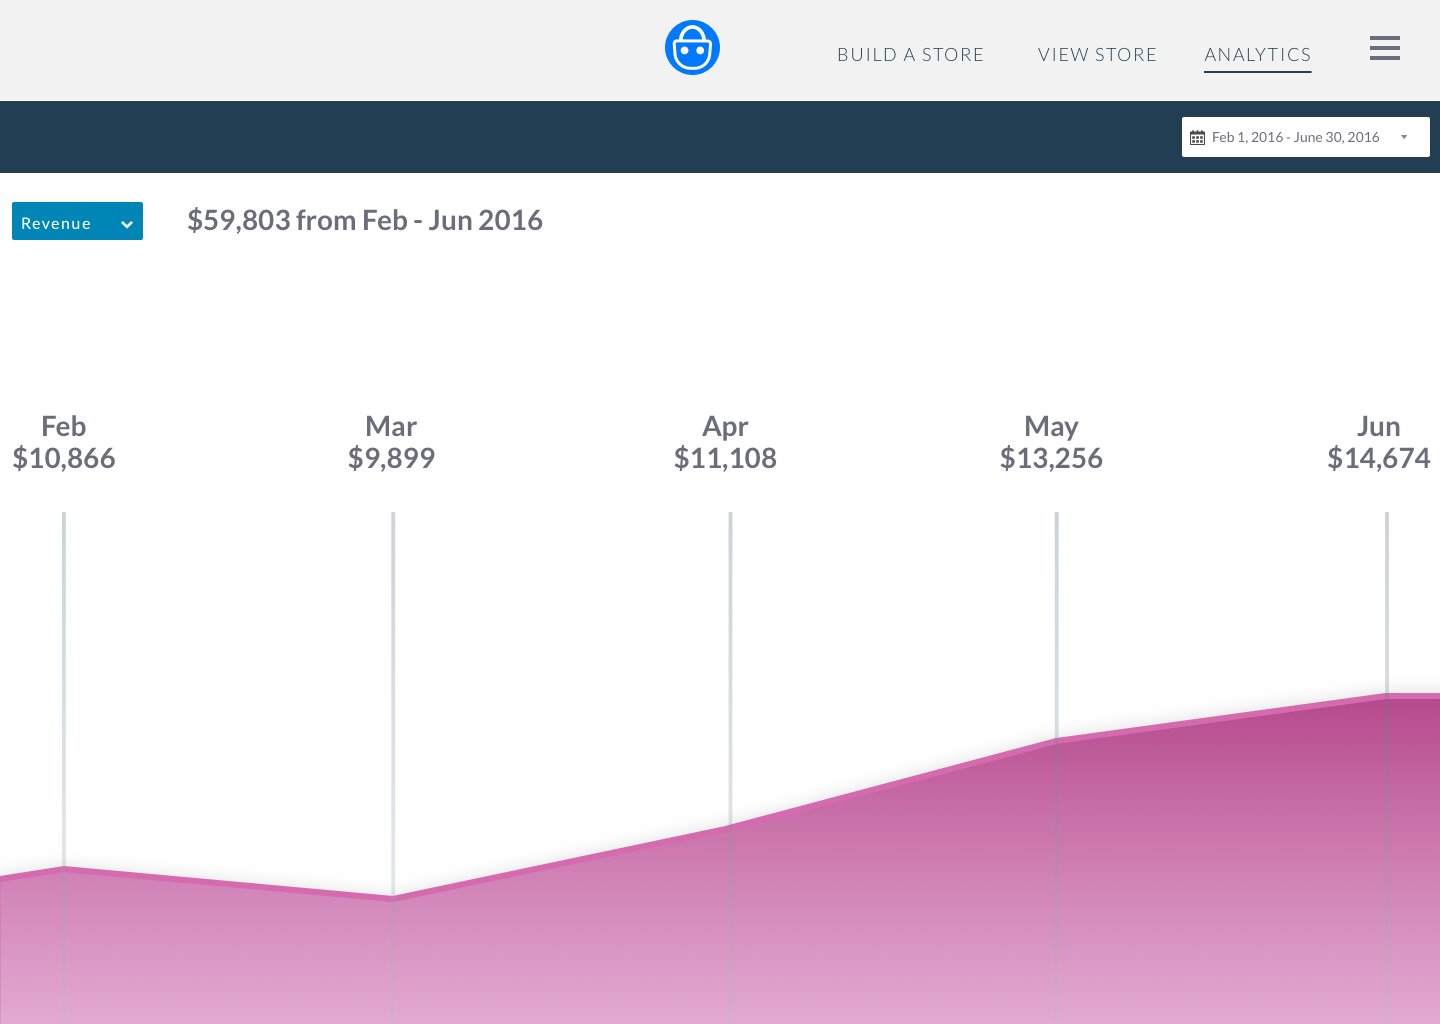 BUILD A STORE
VIEW STORE
ANALYTICS
Feb 1, 2016 - June 30, 2016
Revenue
$59,803 from Feb - Jun 2016
Feb
$10,866
Mar
$9,899
Apr
$11,108
May
$13,256
Jun
$14,674